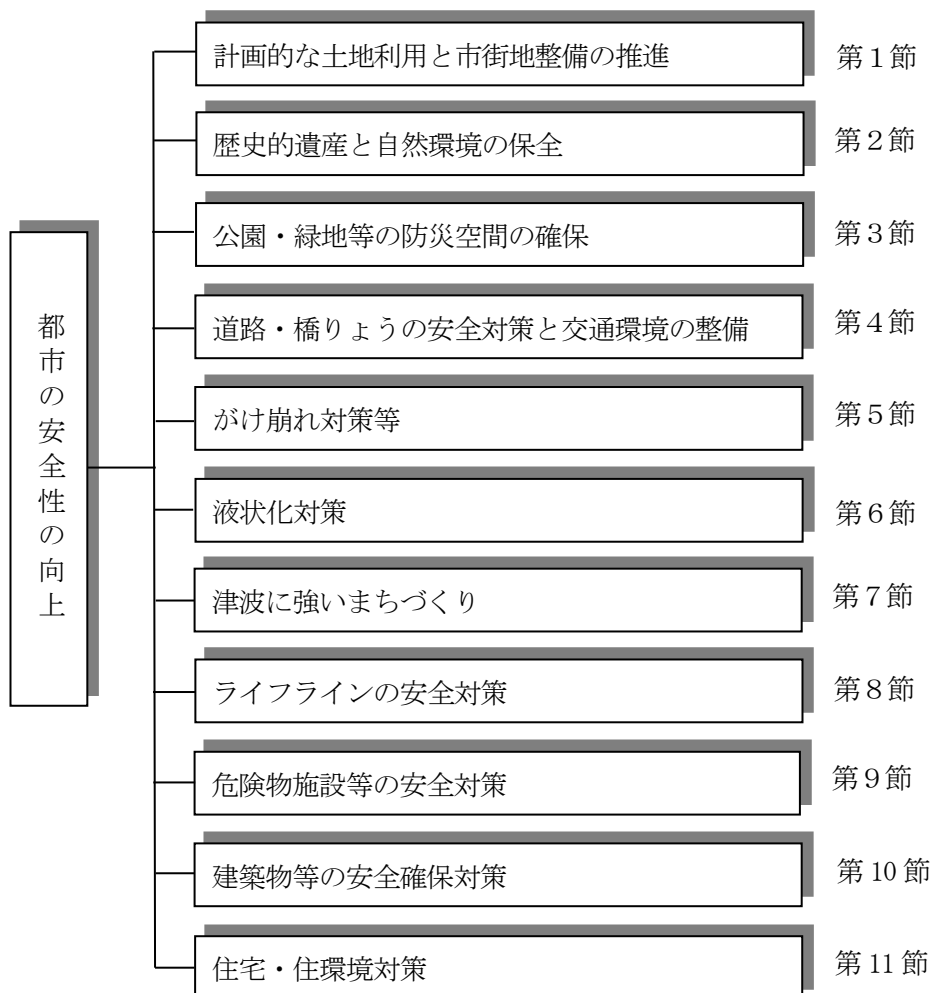 都市の安全性の向上
計画的な土地利用と市街地整備の推進 第1節
歴史的遺産と自然環境の保全 第2節
公園・緑地等の防災空間の確保 第3節
道路・橋りょうの安全対策と交通環境の整備 第4節
がけ崩れ対策等 第5節
液状化対策 第6節
津波に強いまちづくり 第7節
ライフラインの安全対策 第8節
危険物施設等の安全対策 第9節
建築物等の安全確保対策 第10節
住宅・住環境対策 第11節